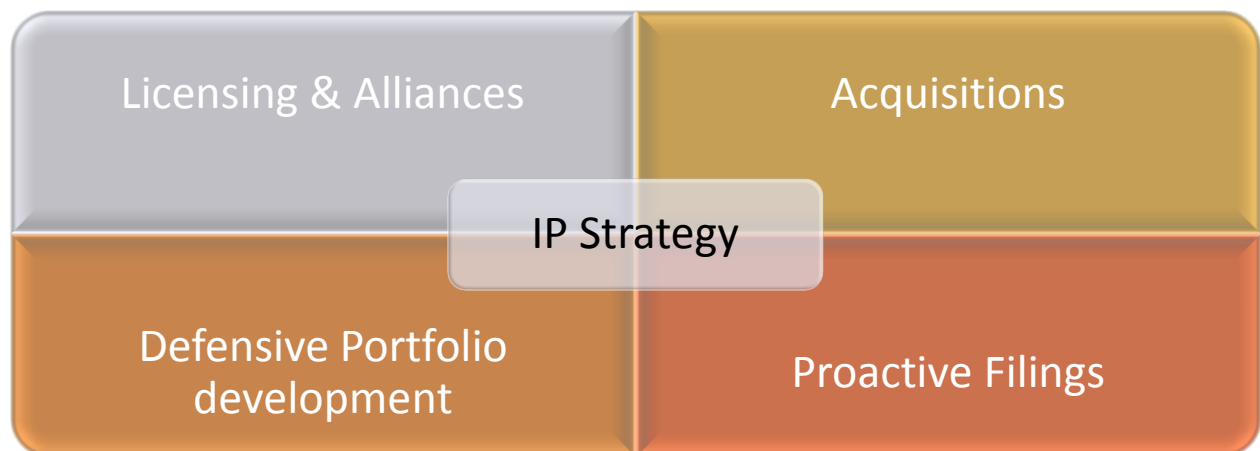 Licensing & Alliances
Acquisitions
IP Strategy
Defensive Portfolio
development
Proactive Filings